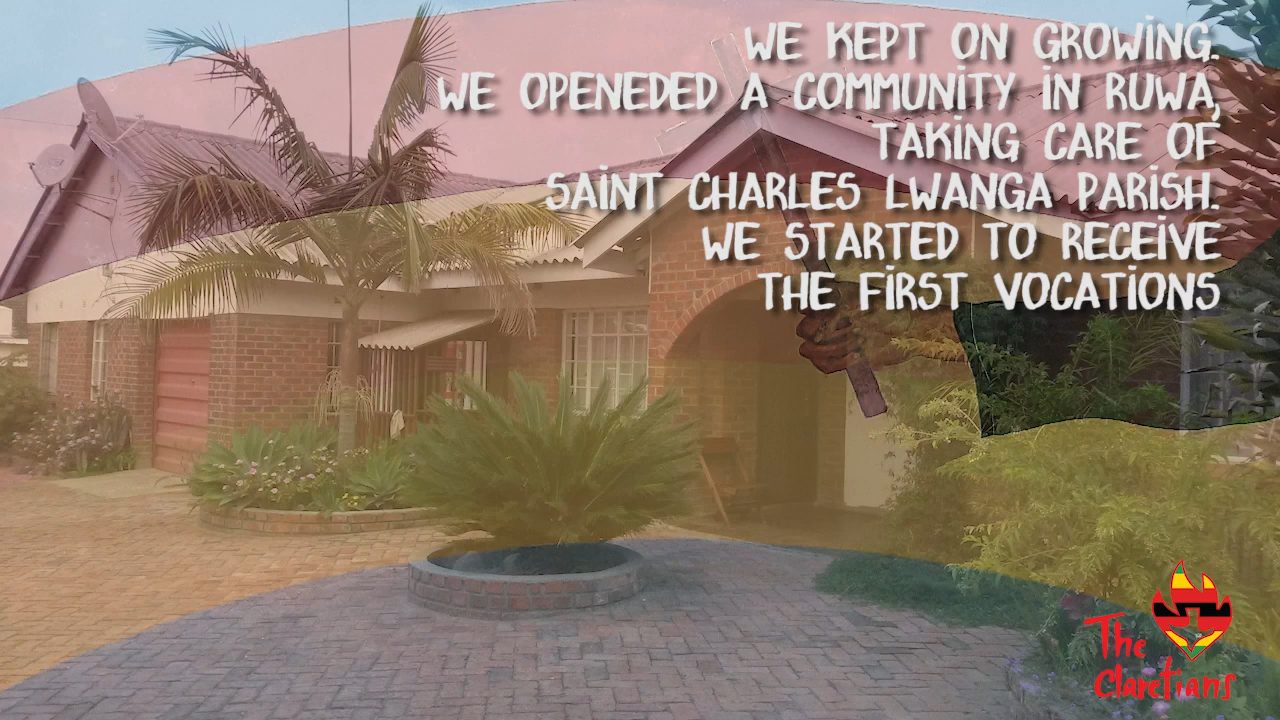 WE KEPT ON GROWING.
WE OPENEDED A COMMUNITY IN RUWA,
TAKING CARE OF
SAINT CHARLES LWANGA PARISH.
WE STARTED TO RECEIVE
THE FIRST VOCATIONS
The
Claretians